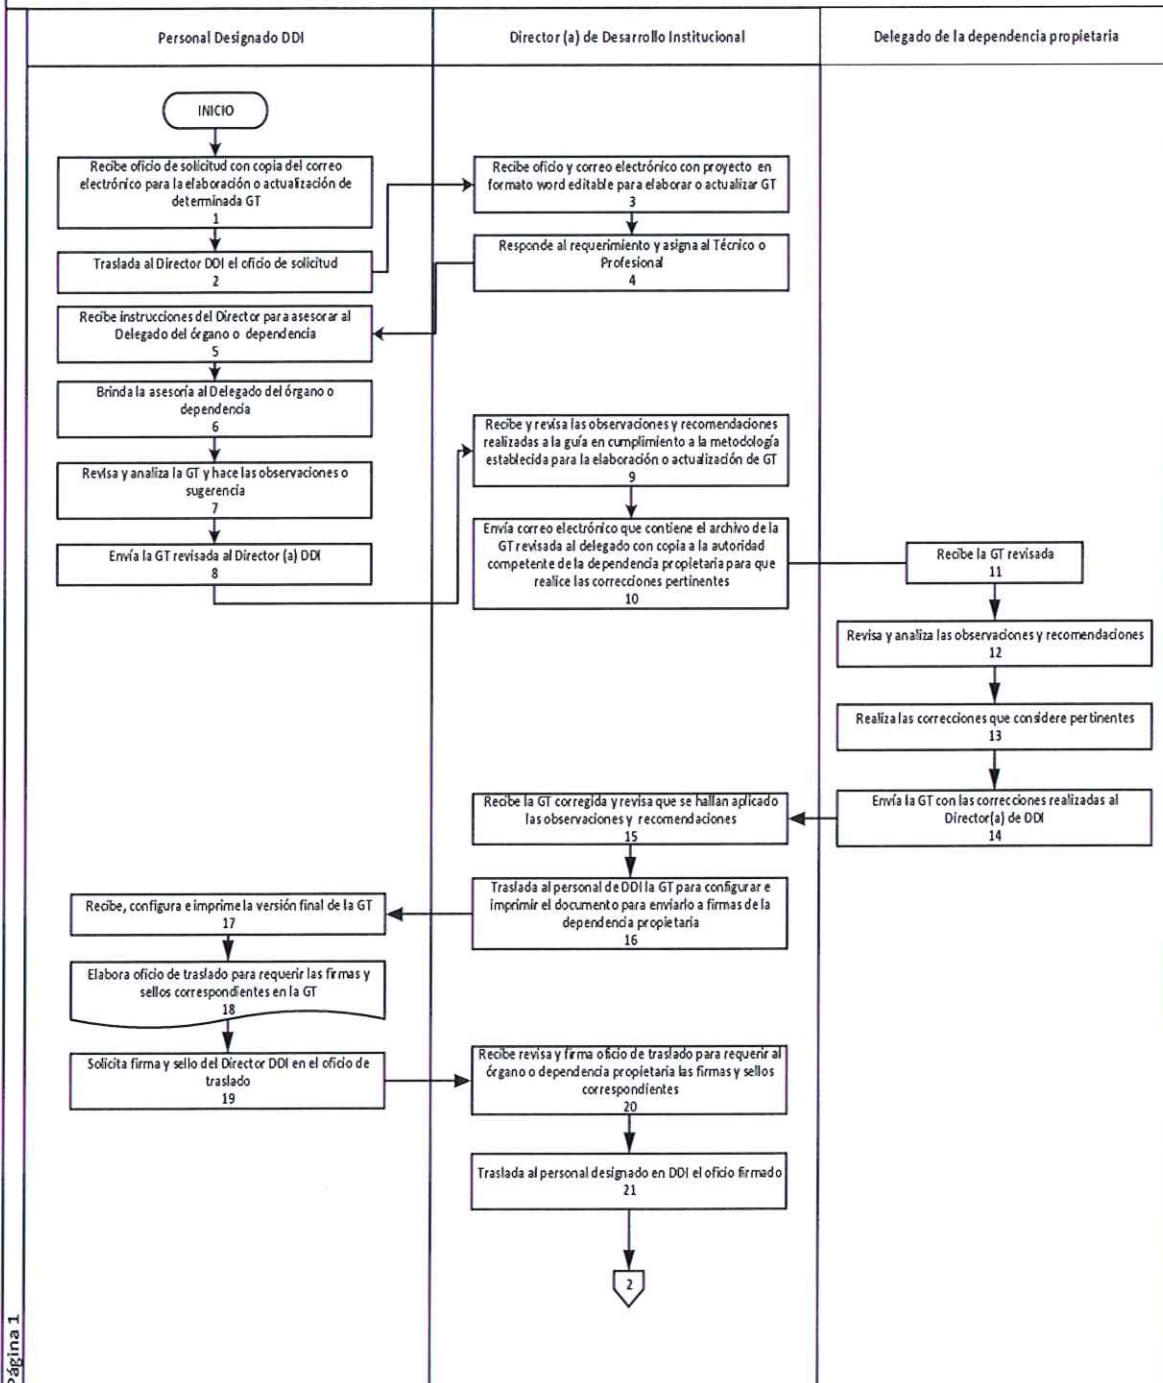 Personal Designado DDI
Director (a) de Desarrollo Institucional
Delegado de la dependencia propietaria
INICIO
Recibe oficio de solicitud con copia del correo
electrónico para la elaboración o actualización de
determinada GT
1
Traslada al Director DDI el oficio de solicitud
2
Recibe oficio y correo electrónico con proyecto en
formato word editable para elaborar o actualizar GT
3
Responde al requerimiento y asigna al Técnico o
Profesional
4
Recibe instrucciones del Director para asesorar al
Delegado del órgano o dependencia
5
Brinda la asesoría al Delegado del órgano o
dependencia
6
Revisa y analiza la GT y hace las observaciones o
sugerencia
7
Envía la GT revisada al Director (a) DDI
8
Recibe y revisa las observaciones y recomendaciones
realizadas a la guía en cumplimiento a la metodología
establecida para la elaboración o actualización de GT
9
Envía correo electrónico que contiene el archivo de la
GT revisada al delegado con copia a la autoridad
competente de la dependencia propietaria para que
realice las correcciones pertinentes
10
Recibe la GT revisada
11
Revisa y analiza las observaciones y recomendaciones
12
Realiza las correcciones que considere pertinentes
13
Envía la GT con las correcciones realizadas al
Director(a) de DDI
14
Recibe la GT corregida y revisa que se hallan aplicado
las observaciones y recomendaciones
15
Traslada al personal de DDI la GT para configurar e
imprimir el documento para enviarlo a firmas de la
dependencia propietaria
16
Recibe, configura e imprime la versión final de la GT
17
Elabora oficio de traslado para requerir las firmas y
sellos correspondientes en la GT
18
Solicita firma y sello del Director DDI en el oficio de
traslado
19
Recibe revisa y firma oficio de traslado para requerir al
órgano o dependencia propietaria las firmas y sellos
correspondientes
20
Traslada al personal designado en DDI el oficio firmado
21
2
Página 1